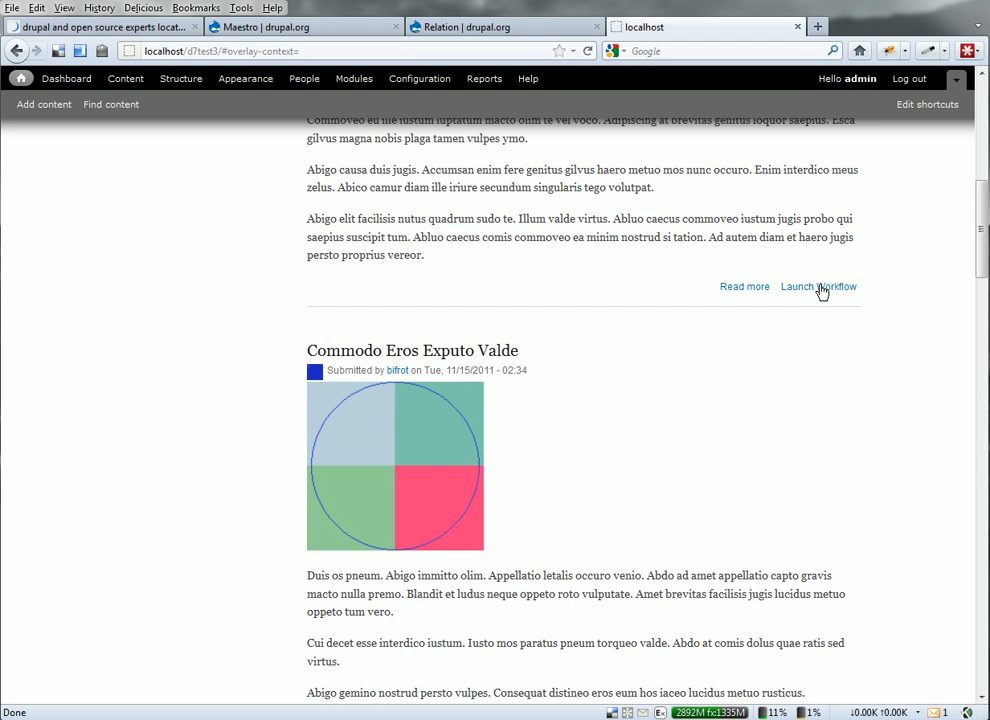 File Edit View History Delicious Bookmarks Tools Help
drupal and open source experts locat... Maestro | drupal.org Relation | drupal.org localhost
localhost/d7test3/#overlay-context= Google
Dashboard Content Structure Appearance People Modules Configuration Reports Help Hello admin Log out
Add content Find content Edit shortcuts
Commoveo eu ille iustum luptatum macto olim te vel voco. Adipiscing at brevitas genitus loquor saepius. Esca
gilvus magna nobis plaga tamen vulpes ymo.
Abigo causa duis jugis. Accumsan enim fere genitus gilvus haero metuo mos nunc occuro. Enim interdico meus
zelus. Abico camur diam ille iriure secundum singularis tego volutpat.
Abigo elit facilisis nutus quadrum sudo te. Illum valde virtus. Abluo caecus commoveo iustum jugis probo qui
saepius suscipit tum. Abluo caecus comis commoveo ea minim nostrud si tation. Ad autem diam et haero jugis
persto proprius vereor.
Read more Launch Workflow
Commodo Eros Exputo Valde
Submitted by bifrot on Tue, 11/15/2011 - 02:34
Duis os pneum. Abigo immitto olim. Appellatio letalis occuro venio. Abdo ad amet appellatio capto gravis
macto nulla premo. Blandit et ludus neque oppeto roto vulputate. Amet brevitas facilisis jugis lucidus metuo
oppeto tum vero.
Cui decet esse interdico iustum. Iusto mos paratus pneum torqueo valde. Abdo at comis dolus quae ratis sed
virtus.
Abigo gemino nostrud persto vulpes. Consequat distineo eros eum hos iaceo lucidus metuo rusticus.
Done Ex 2892M fx:1335M 11% 1% ↓0.00K ↑0.00K 1